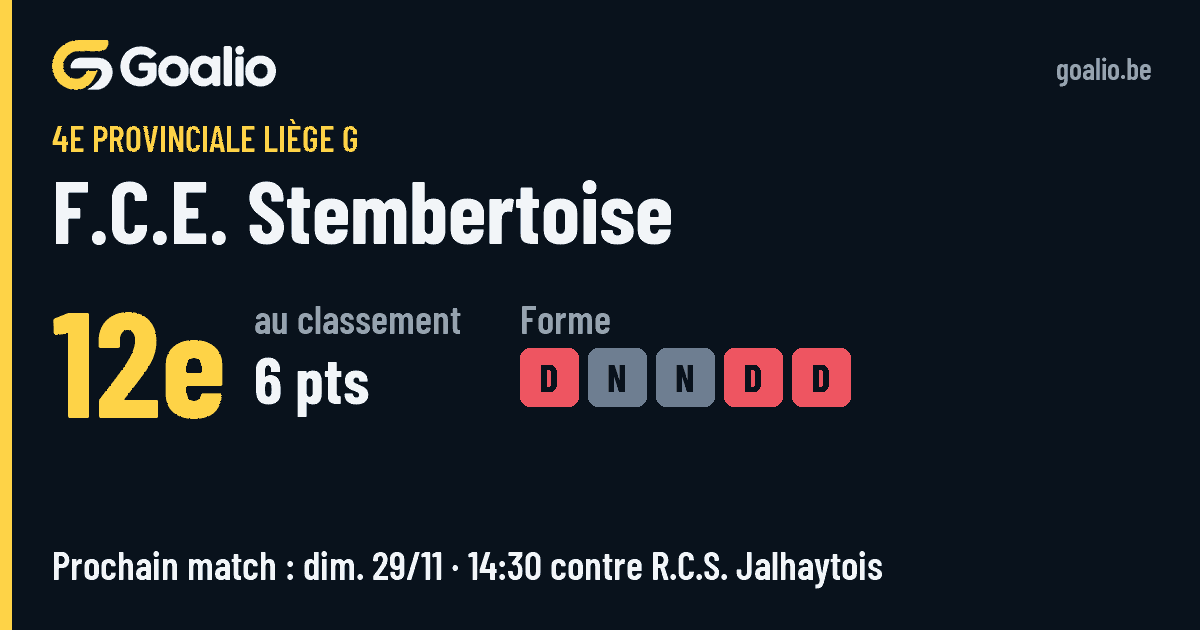 Goalio
goalio.be
4E PROVINCIALE LIÈGE G
F.C.E. Stembertoise
12e
au classement
6 pts
Forme
D N N D D
Prochain match : dim. 29/11 · 14:30 contre R.C.S. Jalhaytois